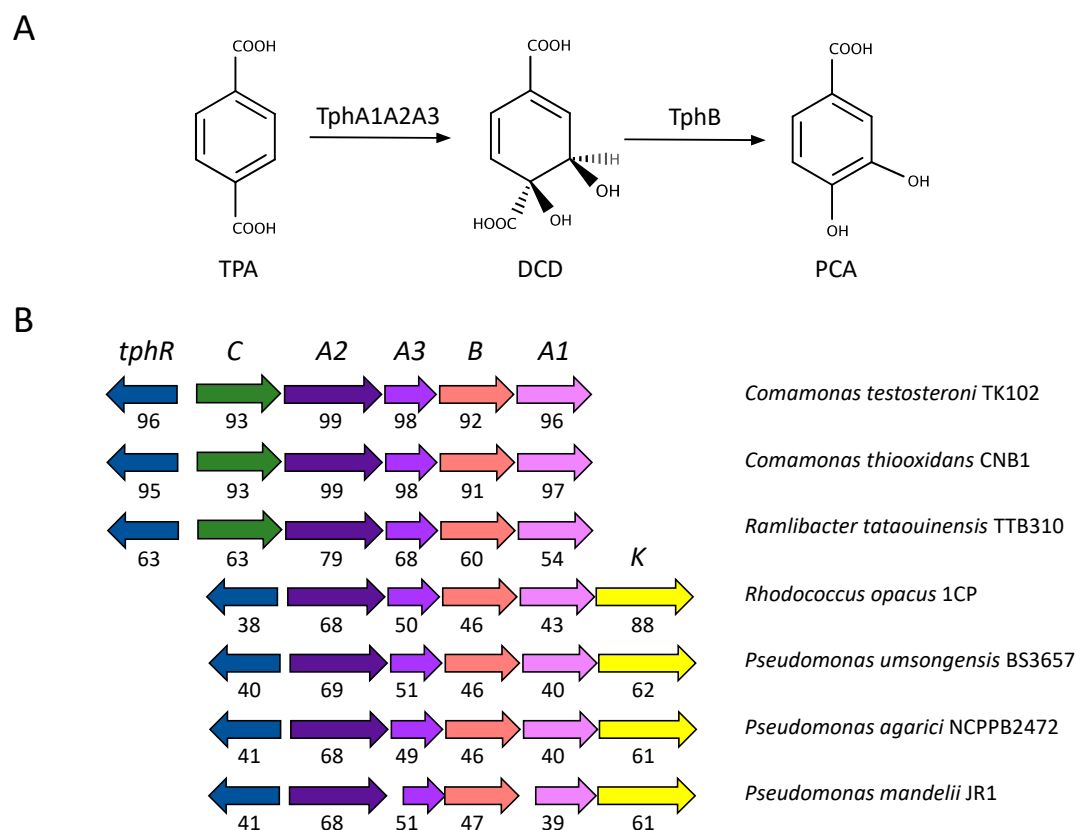 A
COOH
COOH
COOH
TphA1A2A3
TphB
H
OH
HOOC
OH
OH
COOH
OH
TPA
DCD
PCA
B
tphR C A2 A3 B A1
Comamonas testosteroni TK102
96 93 99 98 92 96
Comamonas thiooxidans CNB1
95 93 99 98 91 97
Ramlibacter tataouinensis TTB310
63 63 79 68 60 54
K
Rhodococcus opacus 1CP
38 68 50 46 43 88
Pseudomonas umsongensis BS3657
40 69 51 46 40 62
Pseudomonas agarici NCPPB2472
41 68 49 46 40 61
Pseudomonas mandelii JR1
41 68 51 47 39 61